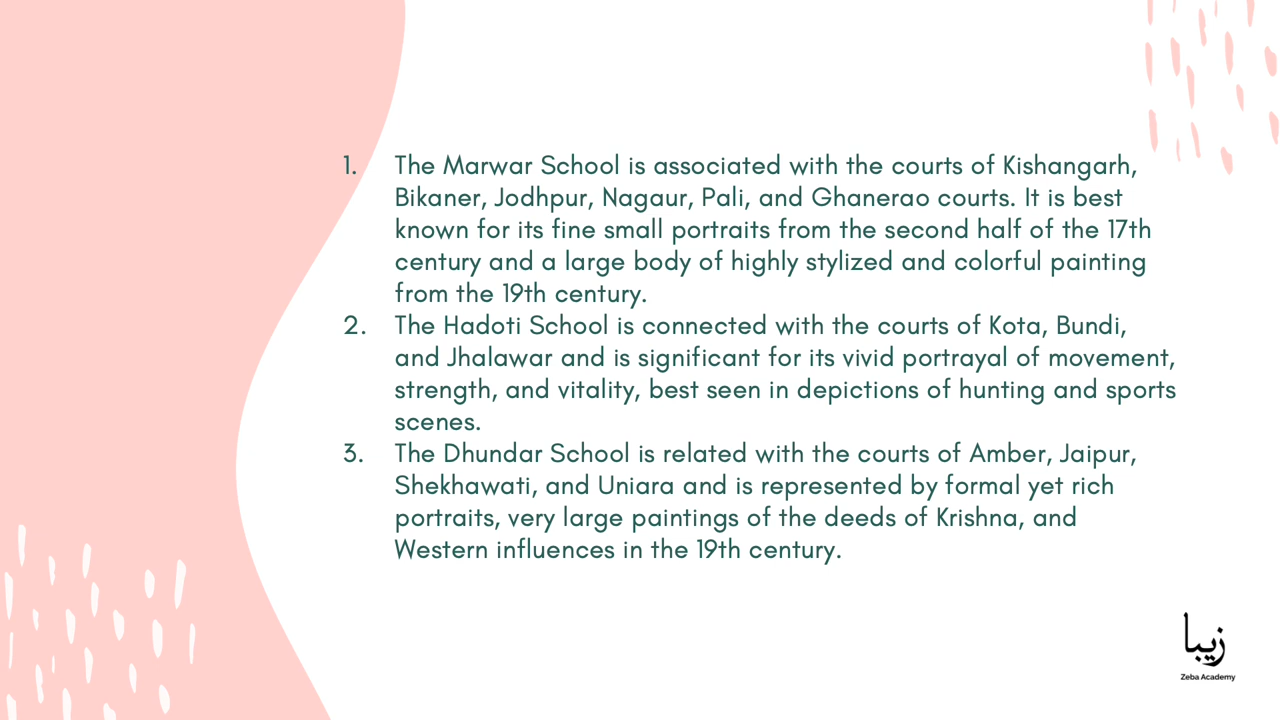 1. The Marwar School is associated with the courts of Kishangarh,
Bikaner, Jodhpur, Nagaur, Pali, and Ghanerao courts. It is best
known for its fine small portraits from the second half of the 17th
century and a large body of highly stylized and colorful painting
from the 19th century.
2. The Hadoti School is connected with the courts of Kota, Bundi,
and Jhalawar and is significant for its vivid portrayal of movement,
strength, and vitality, best seen in depictions of hunting and sports
scenes.
3. The Dhundar School is related with the courts of Amber, Jaipur,
Shekhawati, and Uniara and is represented by formal yet rich
portraits, very large paintings of the deeds of Krishna, and
Western influences in the 19th century.
زیبا
Zeba Academy